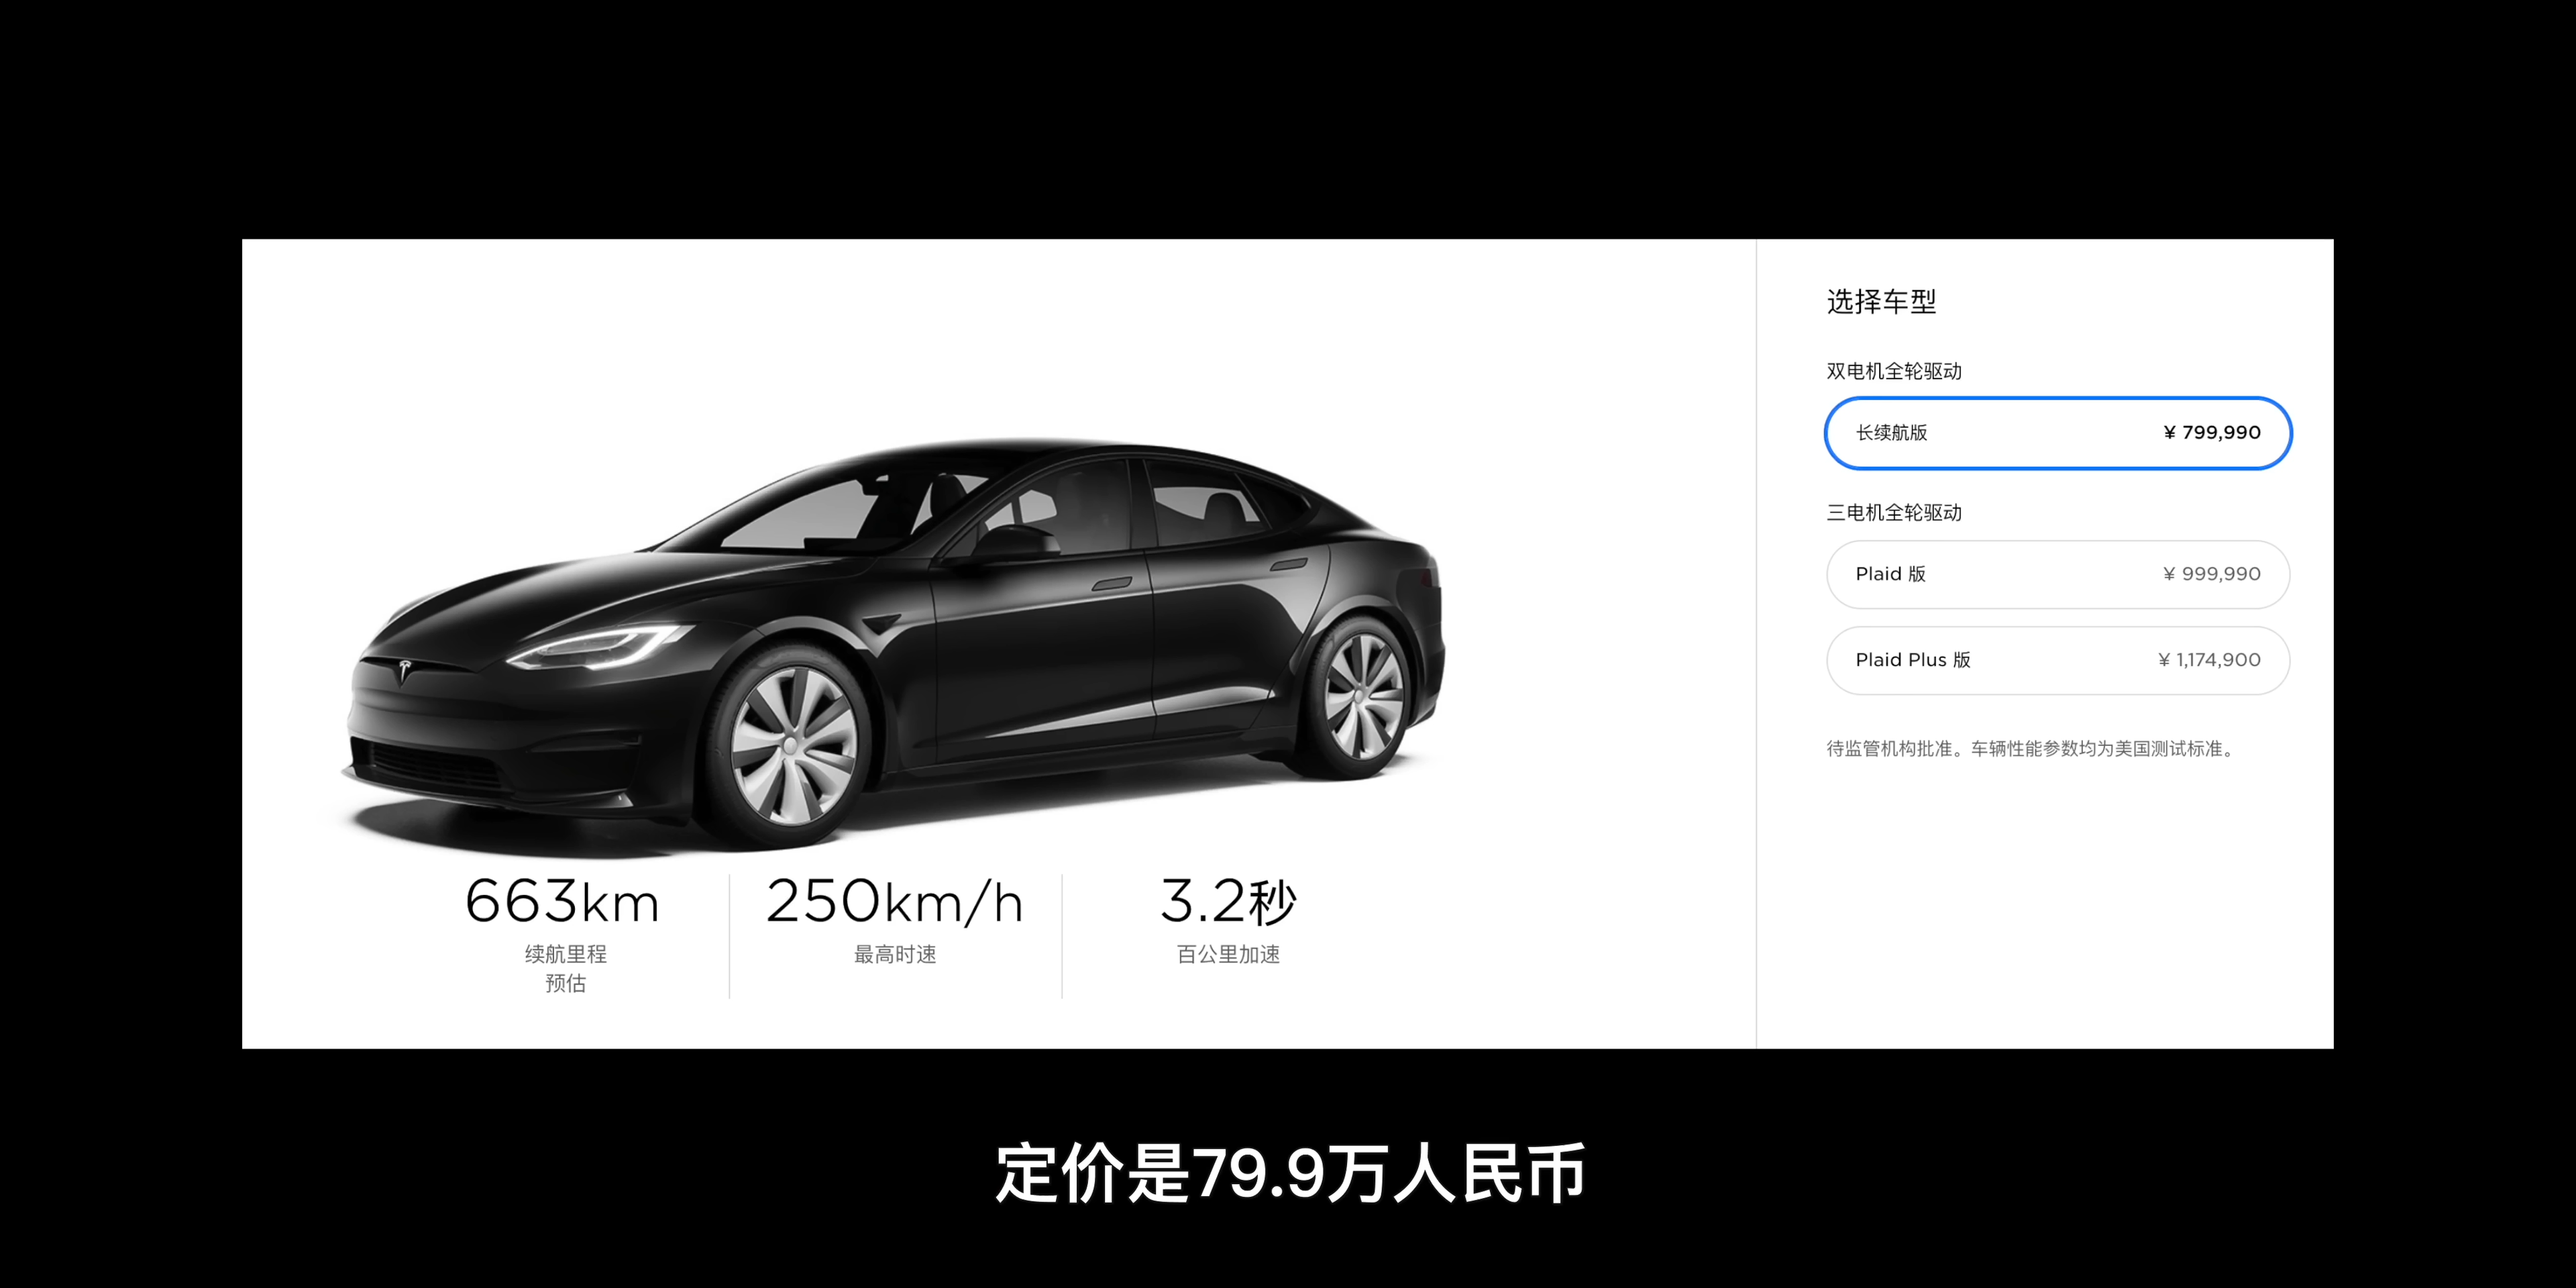 选择车型
双电机全轮驱动
长续航版 ¥ 799,990
三电机全轮驱动
Plaid 版 ¥ 999,990
Plaid Plus 版 ¥ 1,174,900
待监管机构批准。车辆性能参数均为美国测试标准。
663km 250km/h 3.2秒
续航里程 最高时速 百公里加速
预估
定价是79.9万人民币